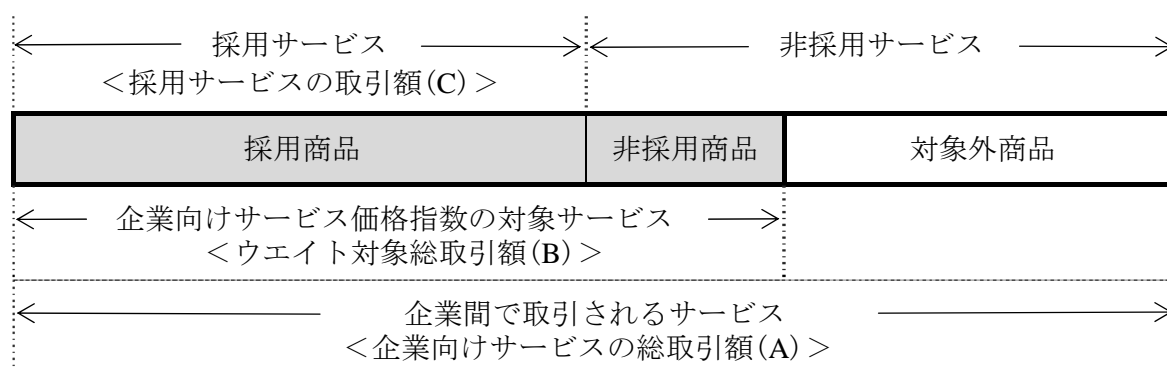 採用サービス 非採用サービス
＜採用サービスの取引額(C)＞
採用商品 非採用商品 対象外商品
企業向けサービス価格指数の対象サービス
＜ウエイト対象総取引額(B)＞
企業間で取引されるサービス
＜企業向けサービスの総取引額(A)＞